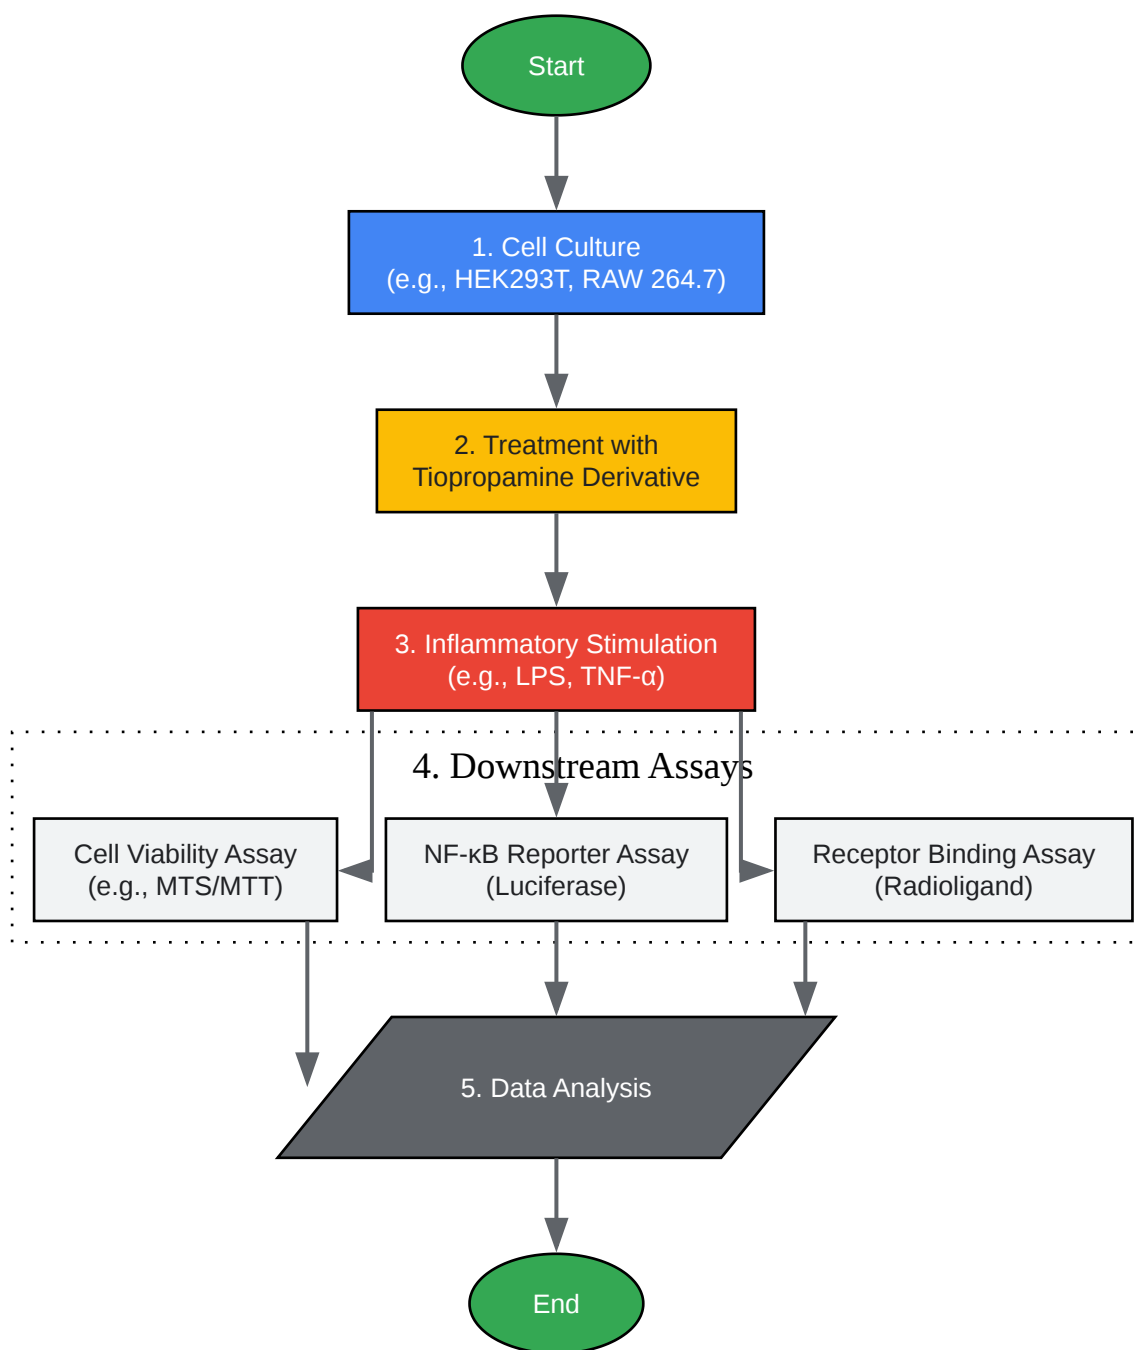 Start
1. Cell Culture
(e.g., HEK293T, RAW 264.7)
2. Treatment with
Tiopropamine Derivative
3. Inflammatory Stimulation
(e.g., LPS, TNF-α)
4. Downstream Assays
Cell Viability Assay
(e.g., MTS/MTT)
NF-κB Reporter Assay
(Luciferase)
Receptor Binding Assay
(Radioligand)
5. Data Analysis
End